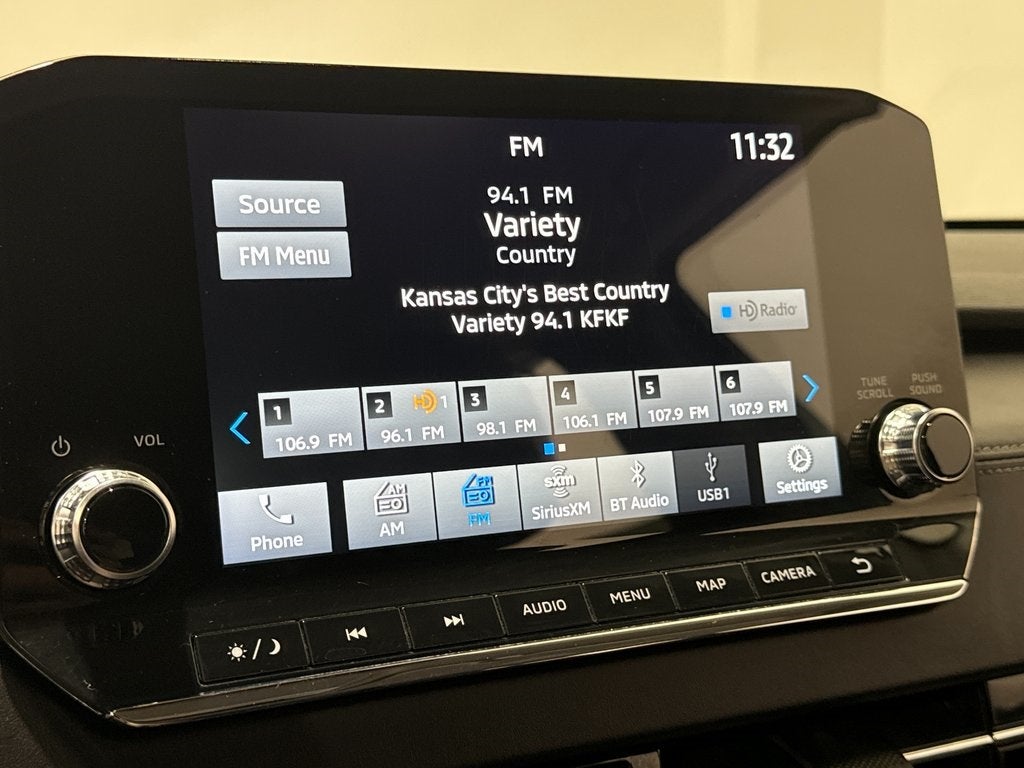 FM
11:32
94.1 FM
Source
Variety
FM Menu
Country
Kansas City's Best Country
Variety 94.1 KFKF
HD Radio
1
106.9 FM
2
HD 1
96.1 FM
3
98.1 FM
4
106.1 FM
5
107.9 FM
6
107.9 FM
VOL
TUNE
SCROLL
PUSH
SOUND
Phone
AM
AM
FM
FM
sxm
SiriusXM
BT Audio
USB1
Settings
AUDIO
MENU
MAP
CAMERA